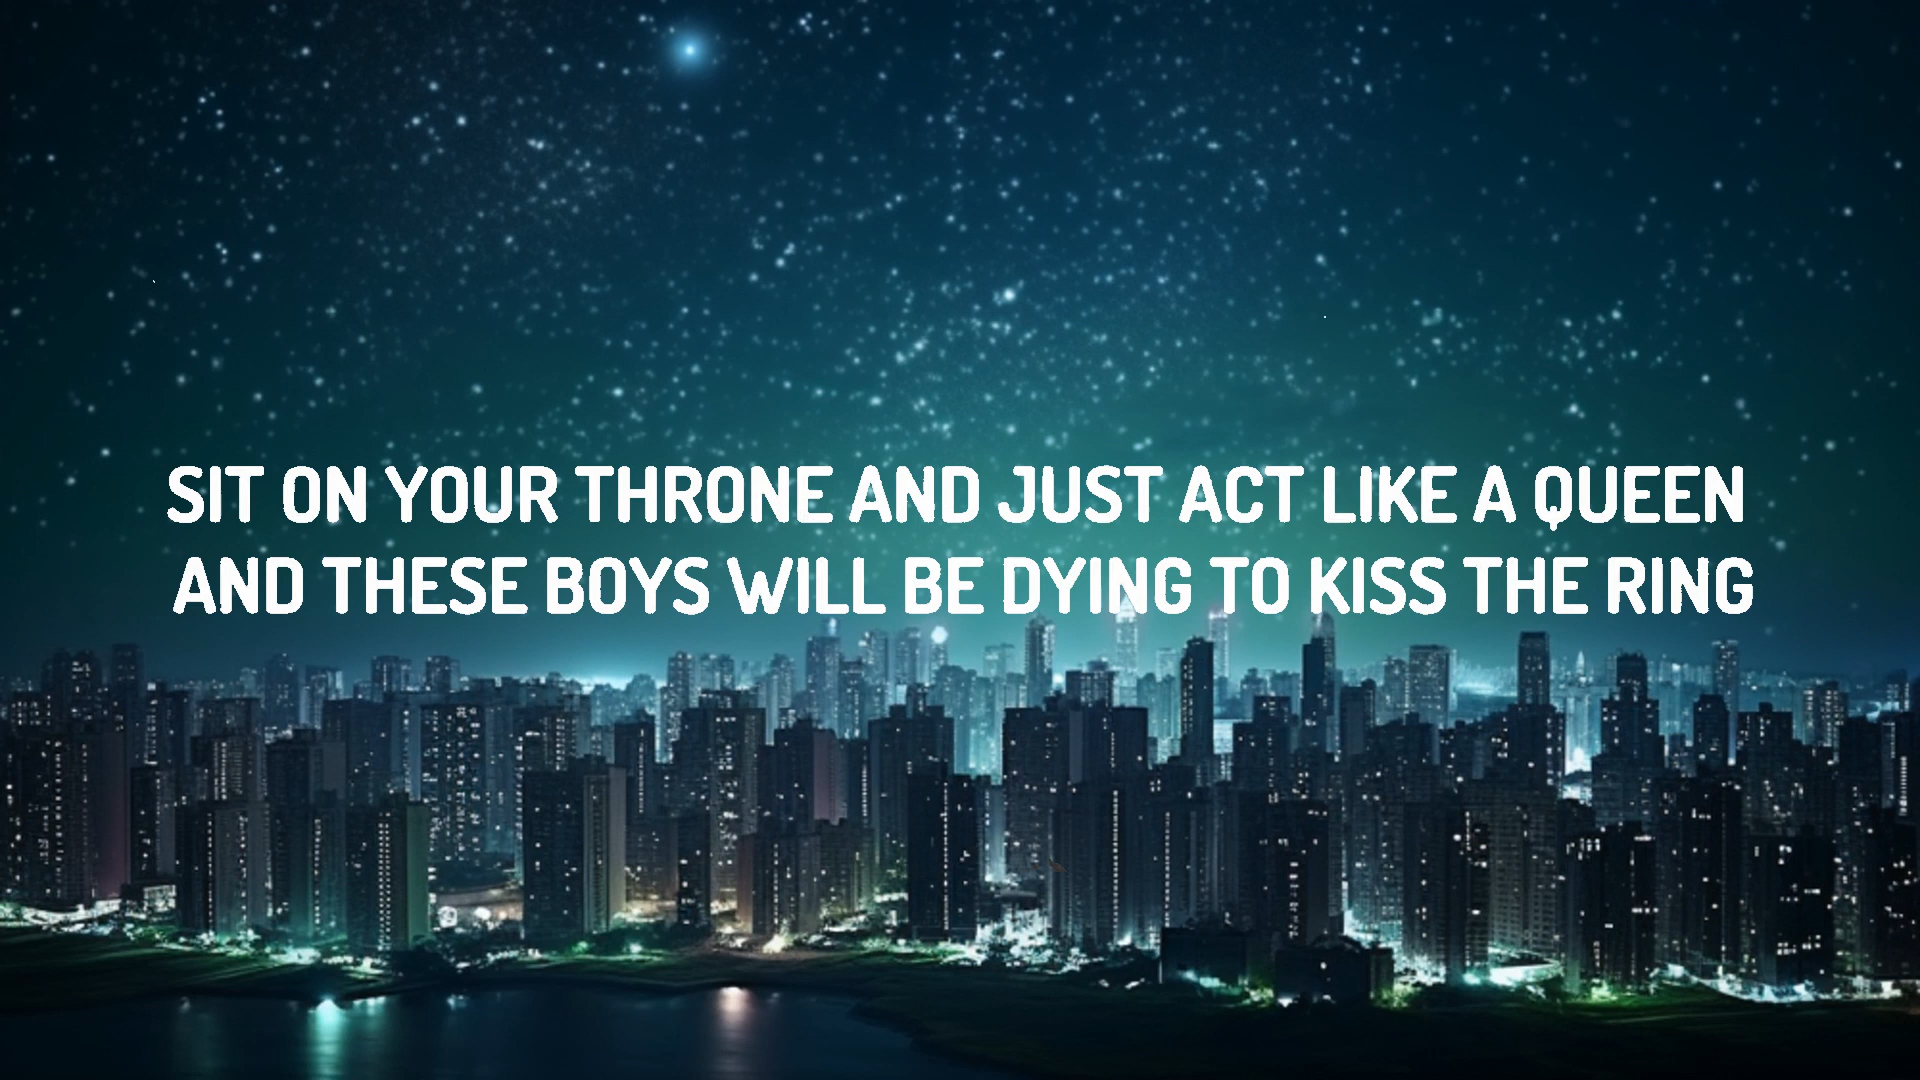 SIT ON YOUR THRONE AND JUST ACT LIKE A QUEEN
AND THESE BOYS WILL BE DYING TO KISS THE RING